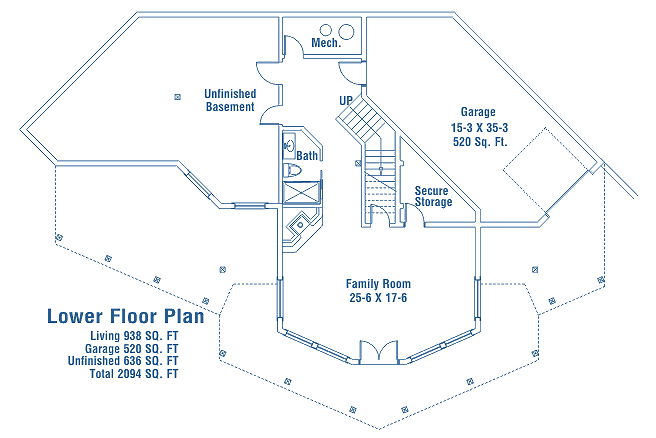 Mech.
Unfinished
Basement
UP
Garage
15-3 X 35-3
520 Sq. Ft.
Bath
Secure
Storage
Family Room
25-6 X 17-6
Lower Floor Plan
Living 938 SQ. FT
Garage 520 SQ. FT
Unfinished 636 SQ. FT
Total 2094 SQ. FT